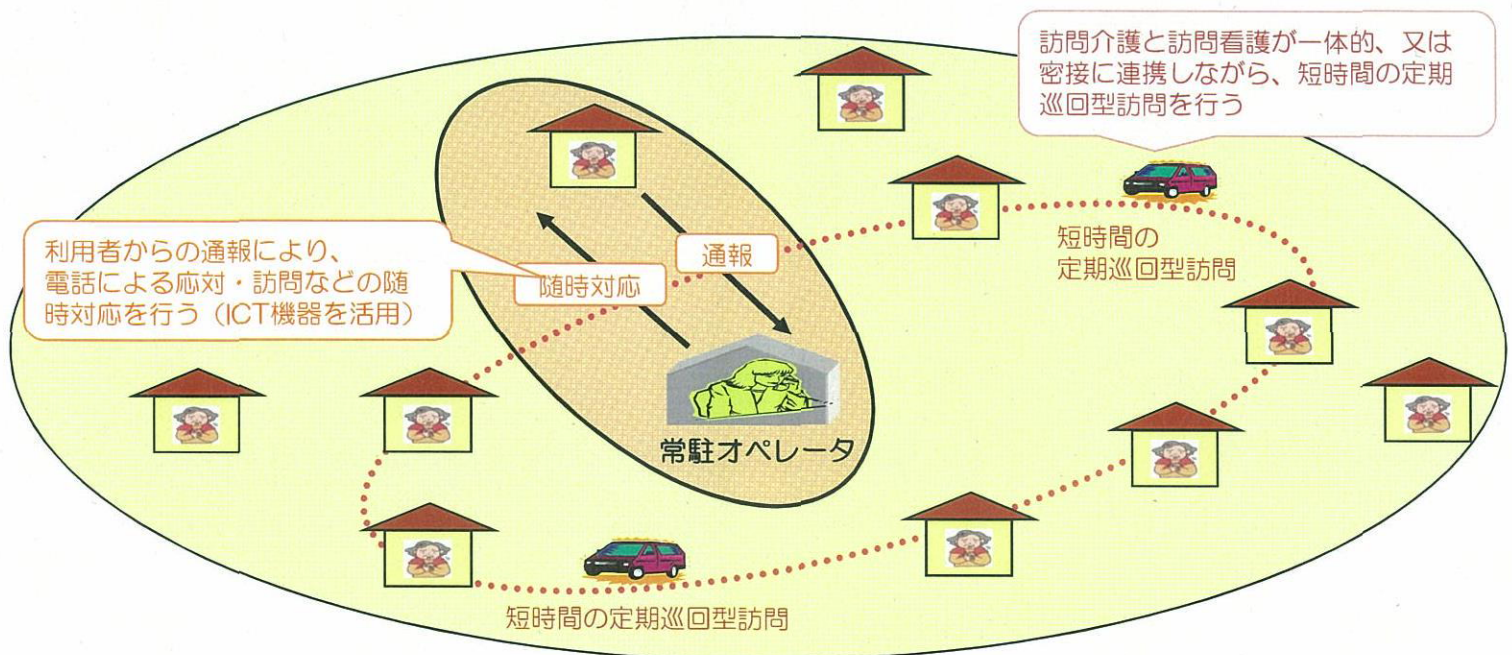 訪問介護と訪問看護が一体的、又は
密接に連携しながら、短時間の定期
巡回型訪問を行う
利用者からの通報により、
電話による応対・訪問などの随
時対応を行う（ICT機器を活用）
通報
随時対応
短時間の
定期巡回型訪問
常駐オペレータ
短時間の定期巡回型訪問